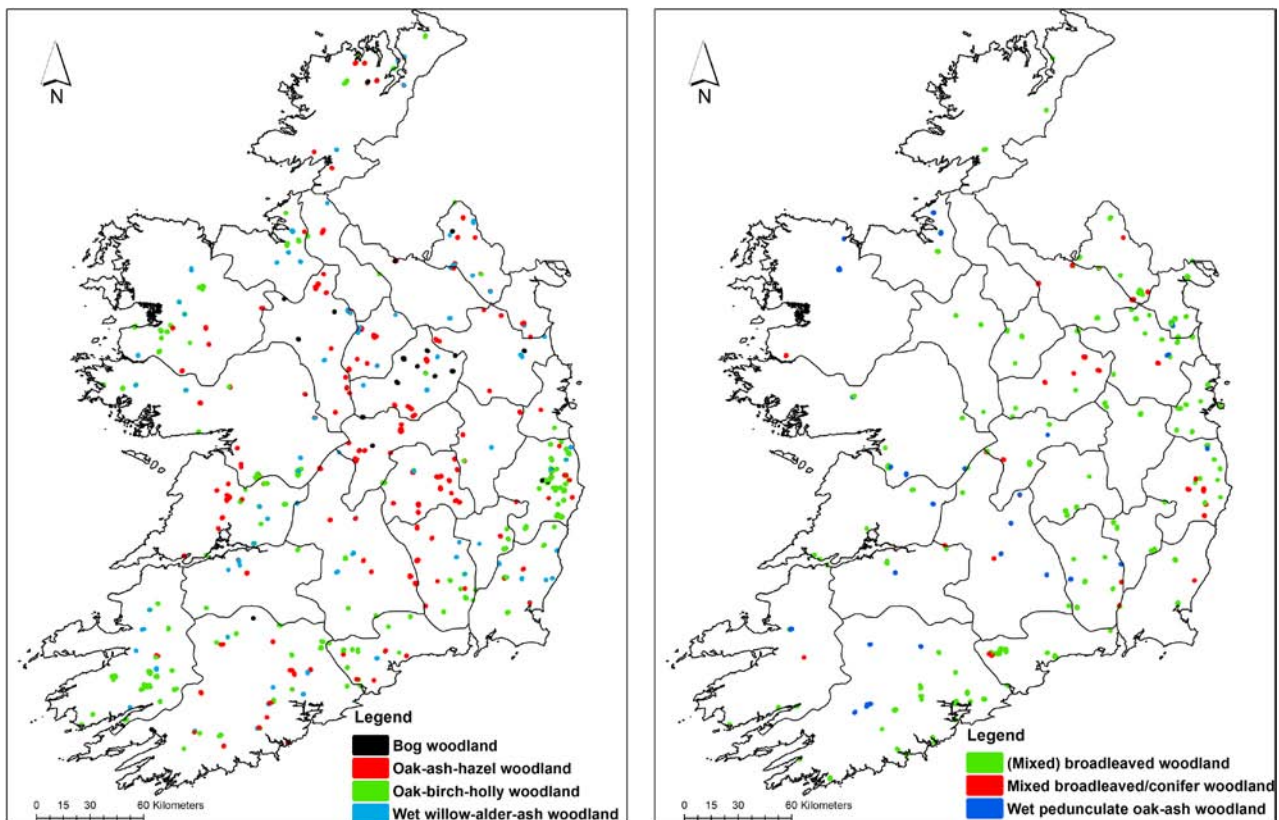 N
Legend
Bog woodland
Oak-ash-hazel woodland
Oak-birch-holly woodland
Wet willow-alder-ash woodland
0 15 30 60 Kilometers
N
Legend
(Mixed) broadleaved woodland
Mixed broadleaved/conifer woodland
Wet pedunculate oak-ash woodland
0 15 30 60 Kilometers